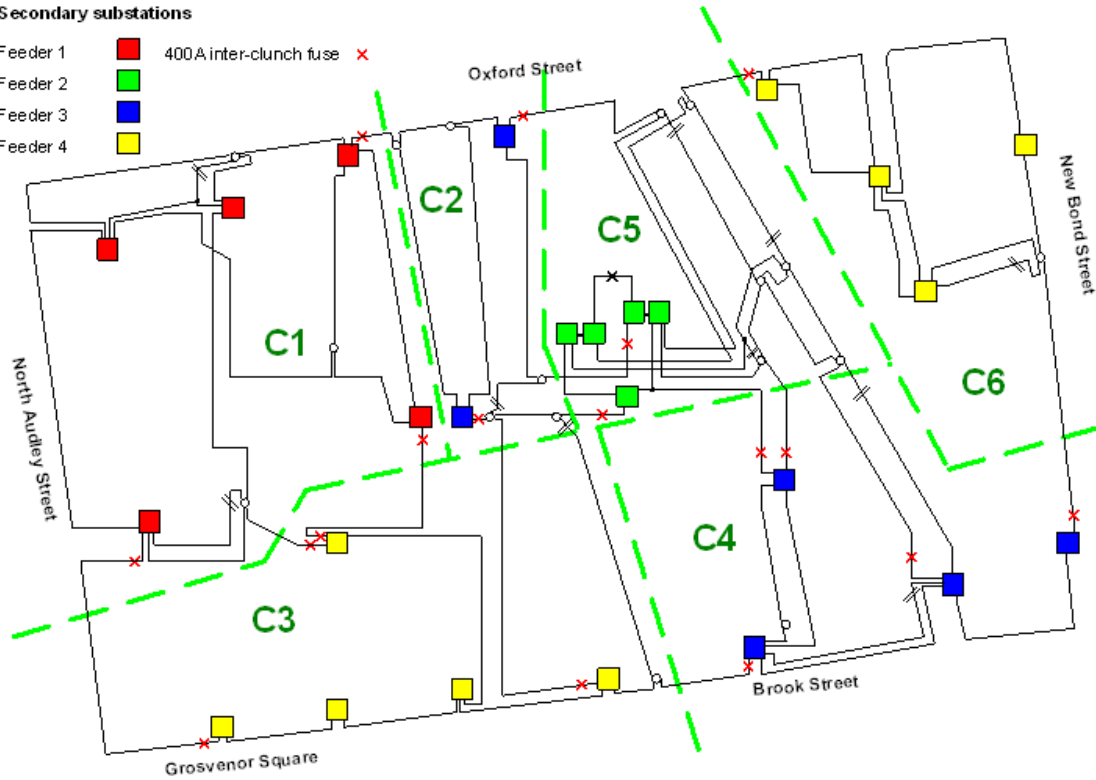 Secondary substations
Feeder 1
400A inter-clunch fuse
Feeder 2
Feeder 3
Feeder 4
Oxford Street
New Bond Street
North Audley Street
C1
C2
C3
C4
C5
C6
Brook Street
Grosvenor Square